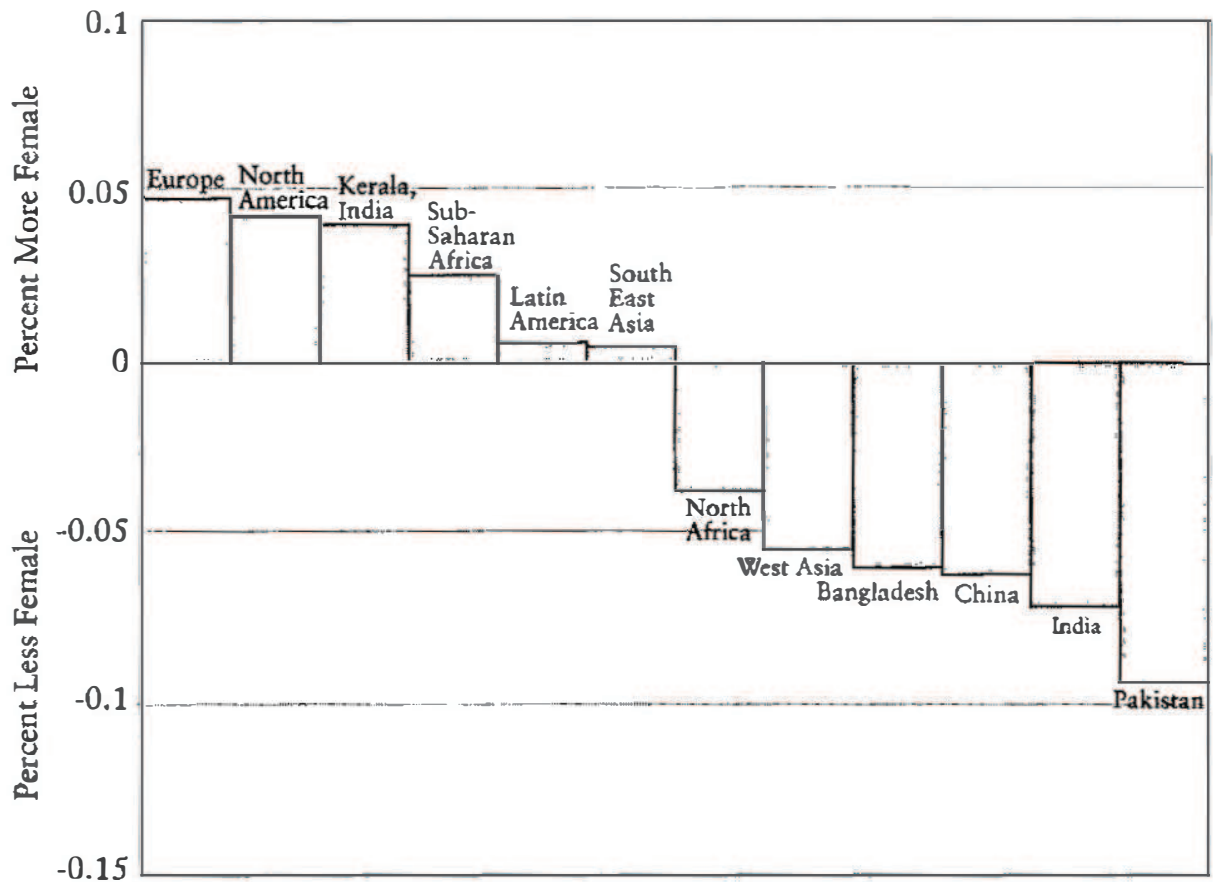 0.1
0.05
0
-0.05
-0.1
-0.15
Percent More Female
Percent Less Female
Europe
North
America
Kerala,
India
Sub-
Saharan
Africa
Latin
America
South
East
Asia
North
Africa
West Asia
Bangladesh
China
India
Pakistan